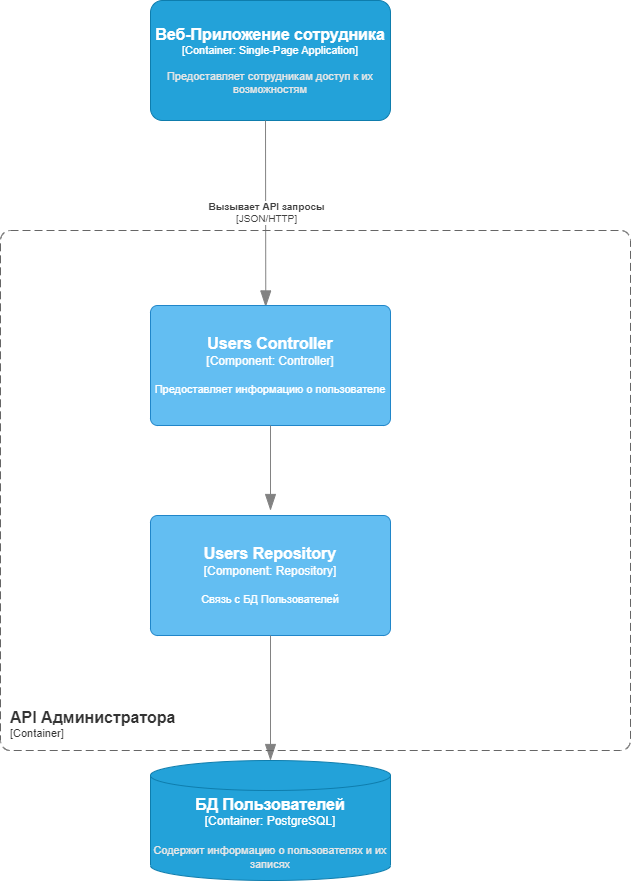 Веб-Приложение сотрудника
[Container: Single-Page Application]
Предоставляет сотрудникам доступ к их
возможностям
Вызывает API запросы
[JSON/HTTP]
Users Controller
[Component: Controller]
Предоставляет информацию о пользователе
Users Repository
[Component: Repository]
Связь с БД Пользователей
API Администратора
[Container]
БД Пользователей
[Container: PostgreSQL]
Содержит информацию о пользователях и их
записях